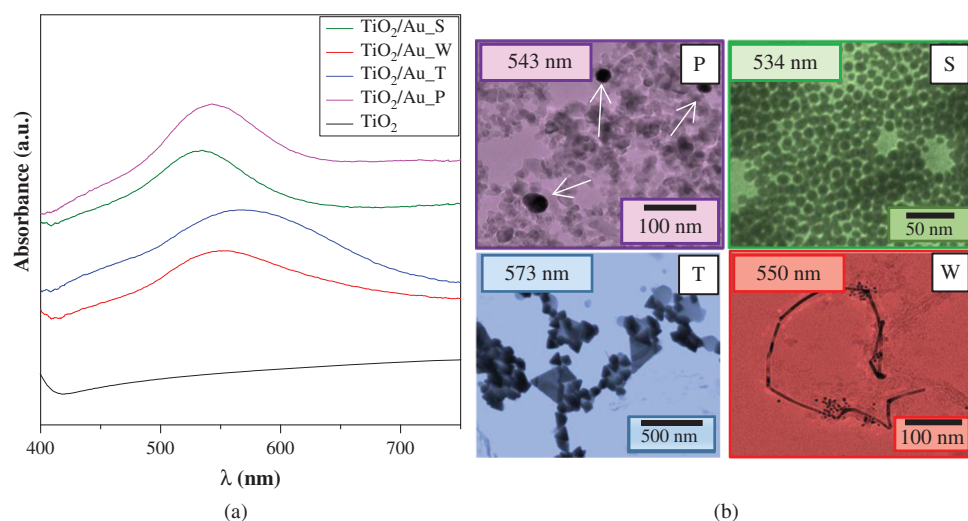 TiO2/Au_S
TiO2/Au_W
TiO2/Au_T
TiO2/Au_P
TiO2
Absorbance (a.u.)
400 500 600 700
λ (nm)
(a)
543 nm P
100 nm
534 nm S
50 nm
573 nm T
500 nm
550 nm W
100 nm
(b)